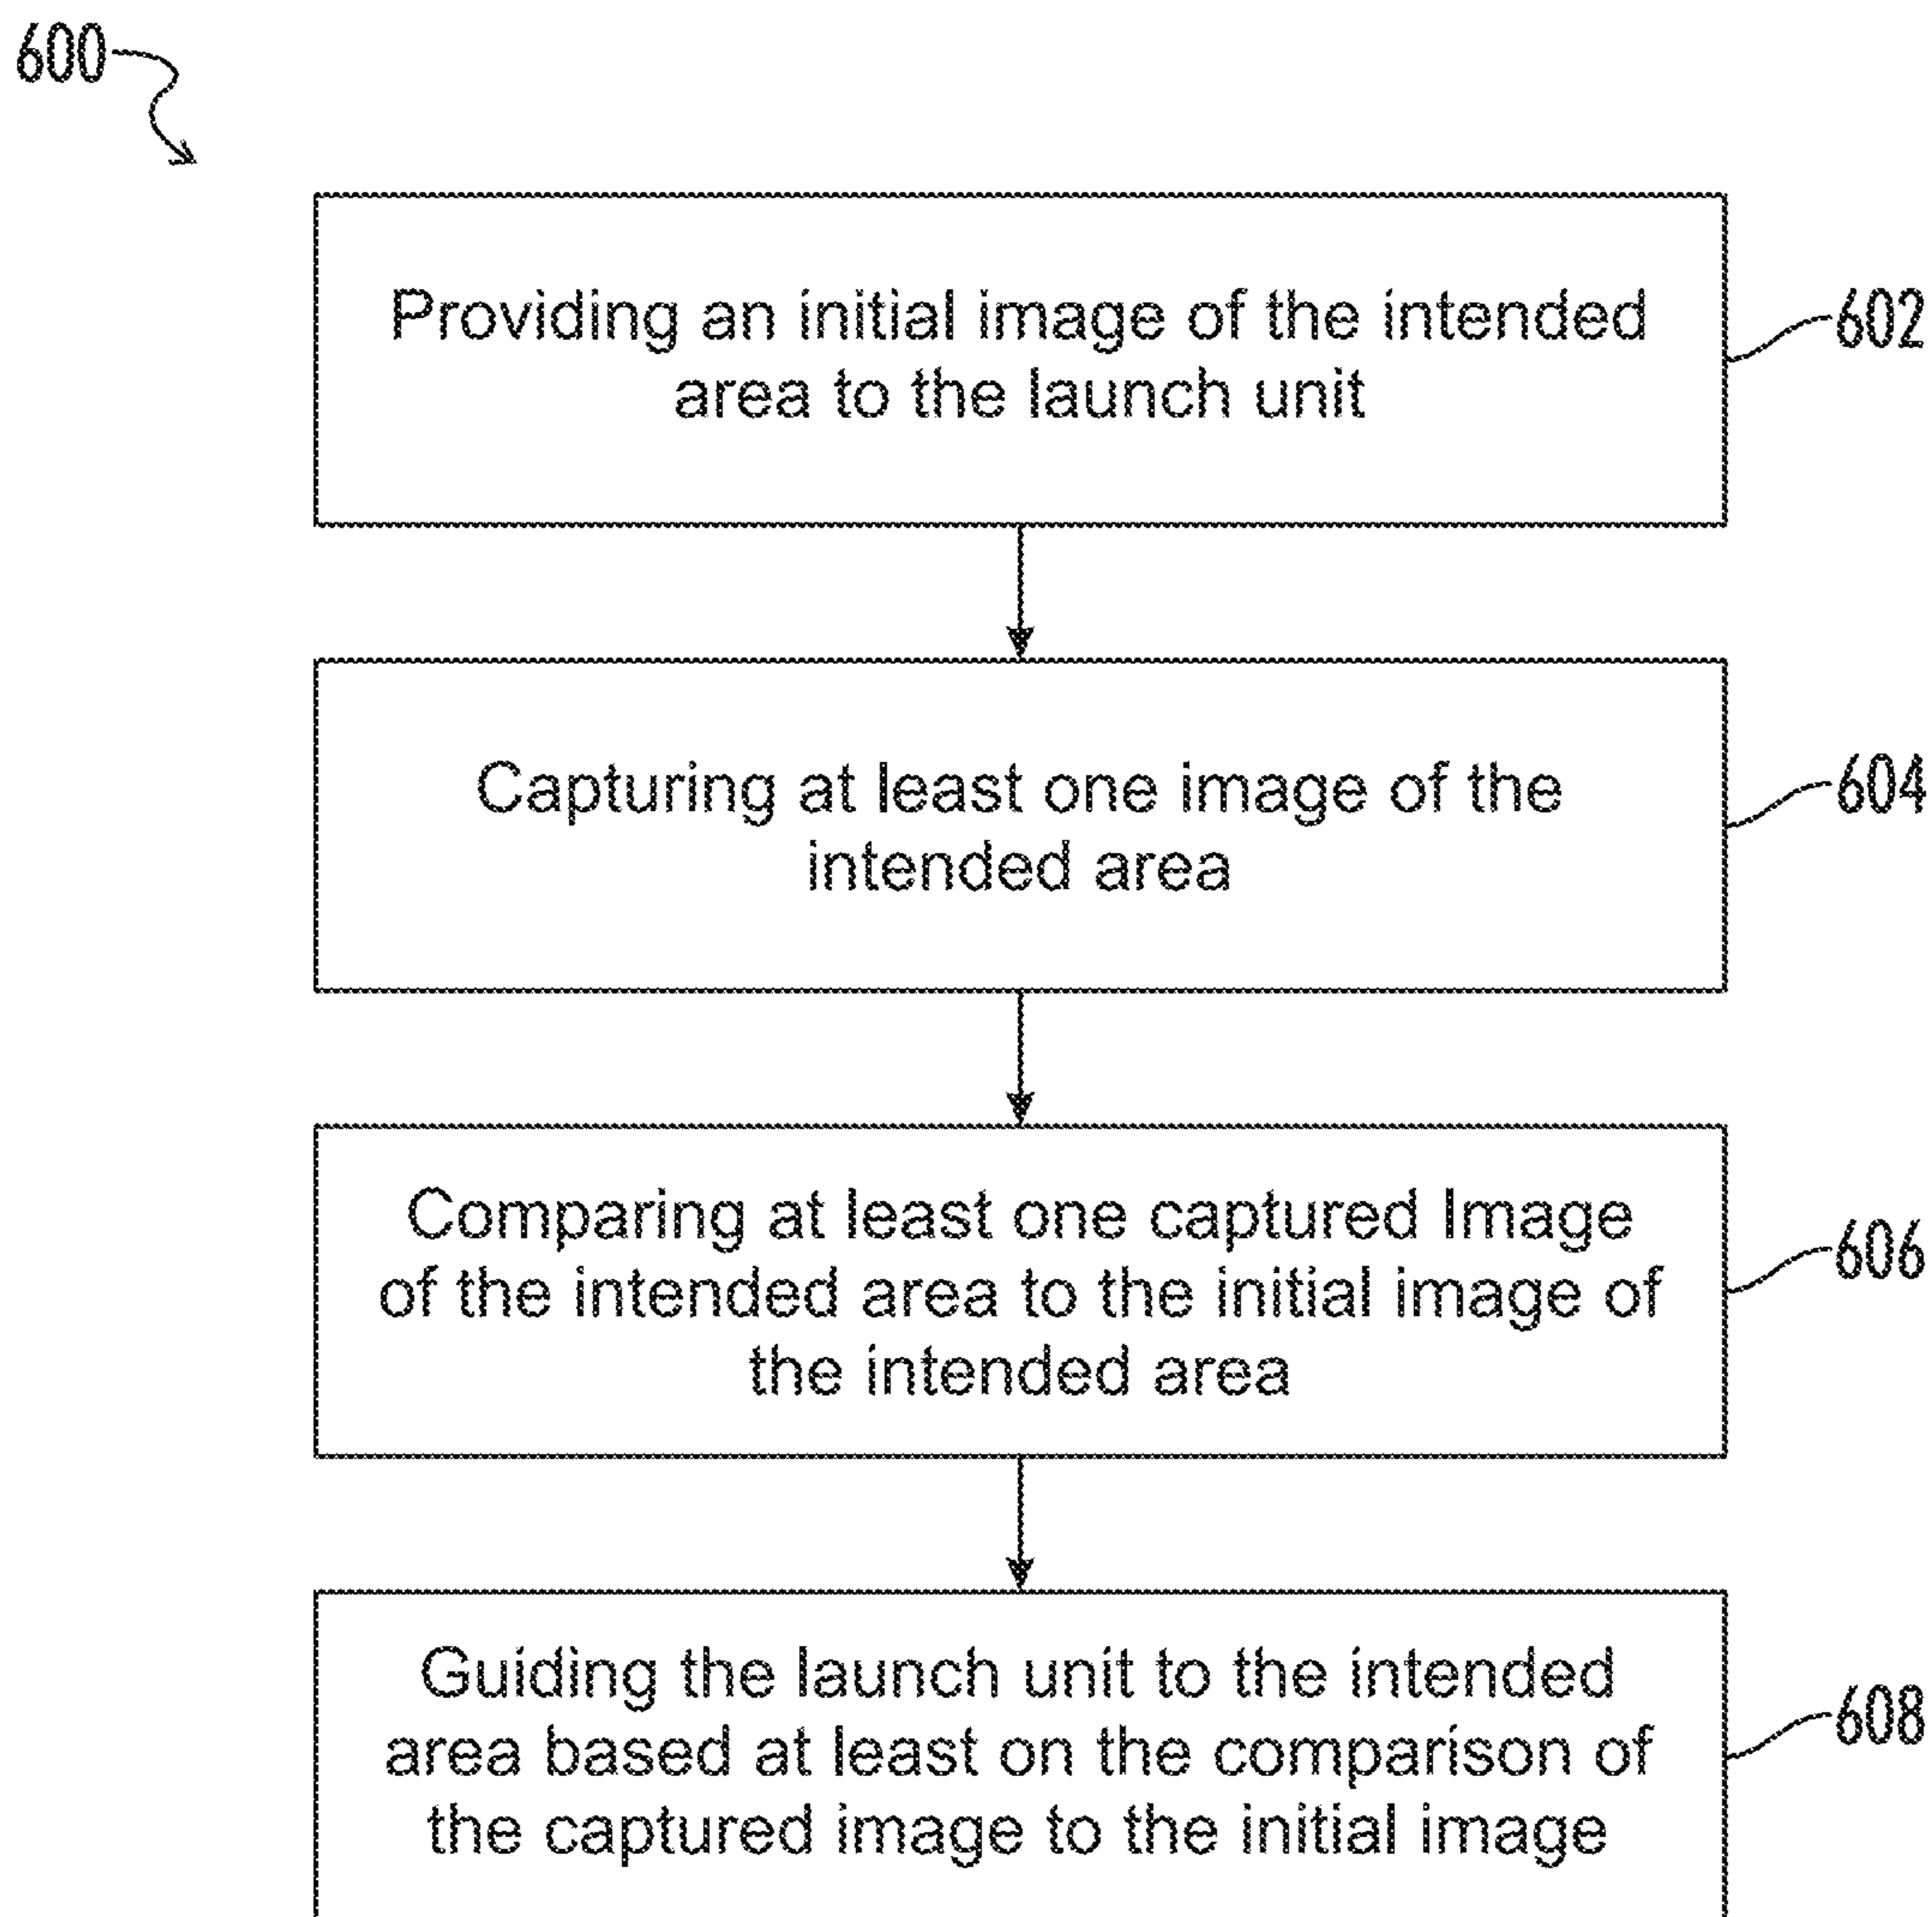 600
Providing an initial image of the intended
area to the launch unit
602
Capturing at least one image of the
intended area
604
Comparing at least one captured Image
of the intended area to the initial image of
the intended area
606
Guiding the launch unit to the intended
area based at least on the comparison of
the captured image to the initial image
608